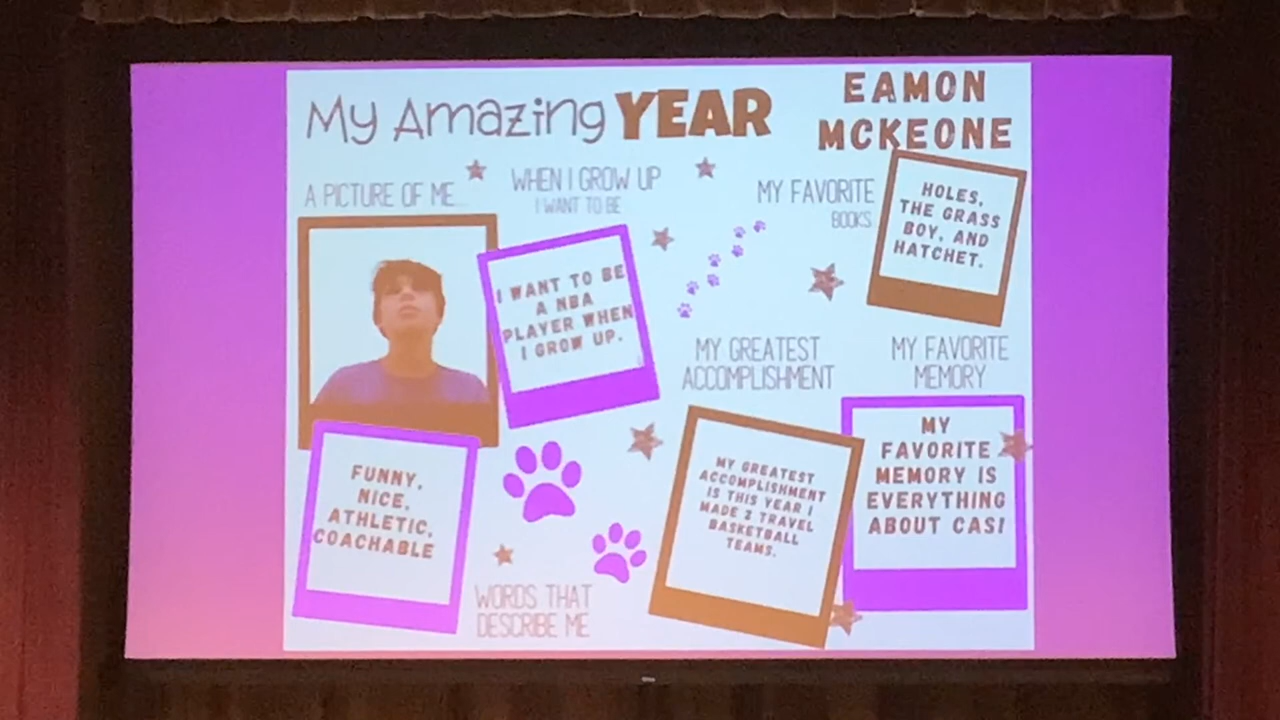 My Amazing YEAR
EAMON
MCKEONE
A PICTURE OF ME...
WHEN I GROW UP
I WANT TO BE
I WANT TO BE
A NBA
PLAYER WHEN
I GROW UP.
MY FAVORITE
BOOKS
HOLES,
THE GRASS
BOY, AND
HATCHET.
FUNNY,
NICE,
ATHLETIC,
COACHABLE
WORDS THAT
DESCRIBE ME
MY GREATEST
ACCOMPLISHMENT
MY GREATEST
ACCOMPLISHMENT
IS THIS YEAR I
MADE 2 TRAVEL
BASKETBALL
TEAMS.
MY FAVORITE
MEMORY
MY
FAVORITE
MEMORY IS
EVERYTHING
ABOUT CAS!